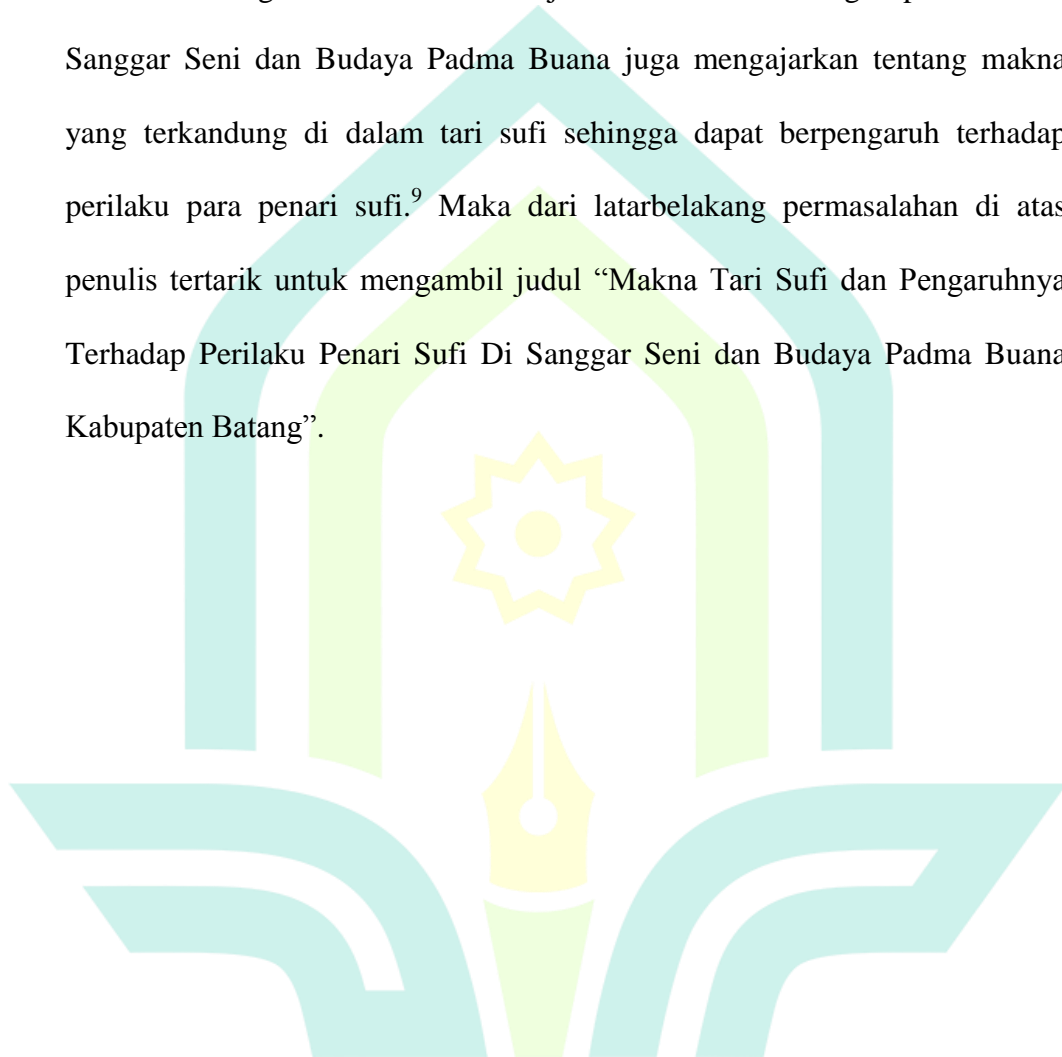 Sanggar Seni dan Budaya Padma Buana juga mengajarkan tentang makna
yang terkandung di dalam tari sufi sehingga dapat berpengaruh terhadap
perilaku para penari sufi.⁹ Maka dari latarbelakang permasalahan di atas
penulis tertarik untuk mengambil judul “Makna Tari Sufi dan Pengaruhnya
Terhadap Perilaku Penari Sufi Di Sanggar Seni dan Budaya Padma Buana
Kabupaten Batang”.